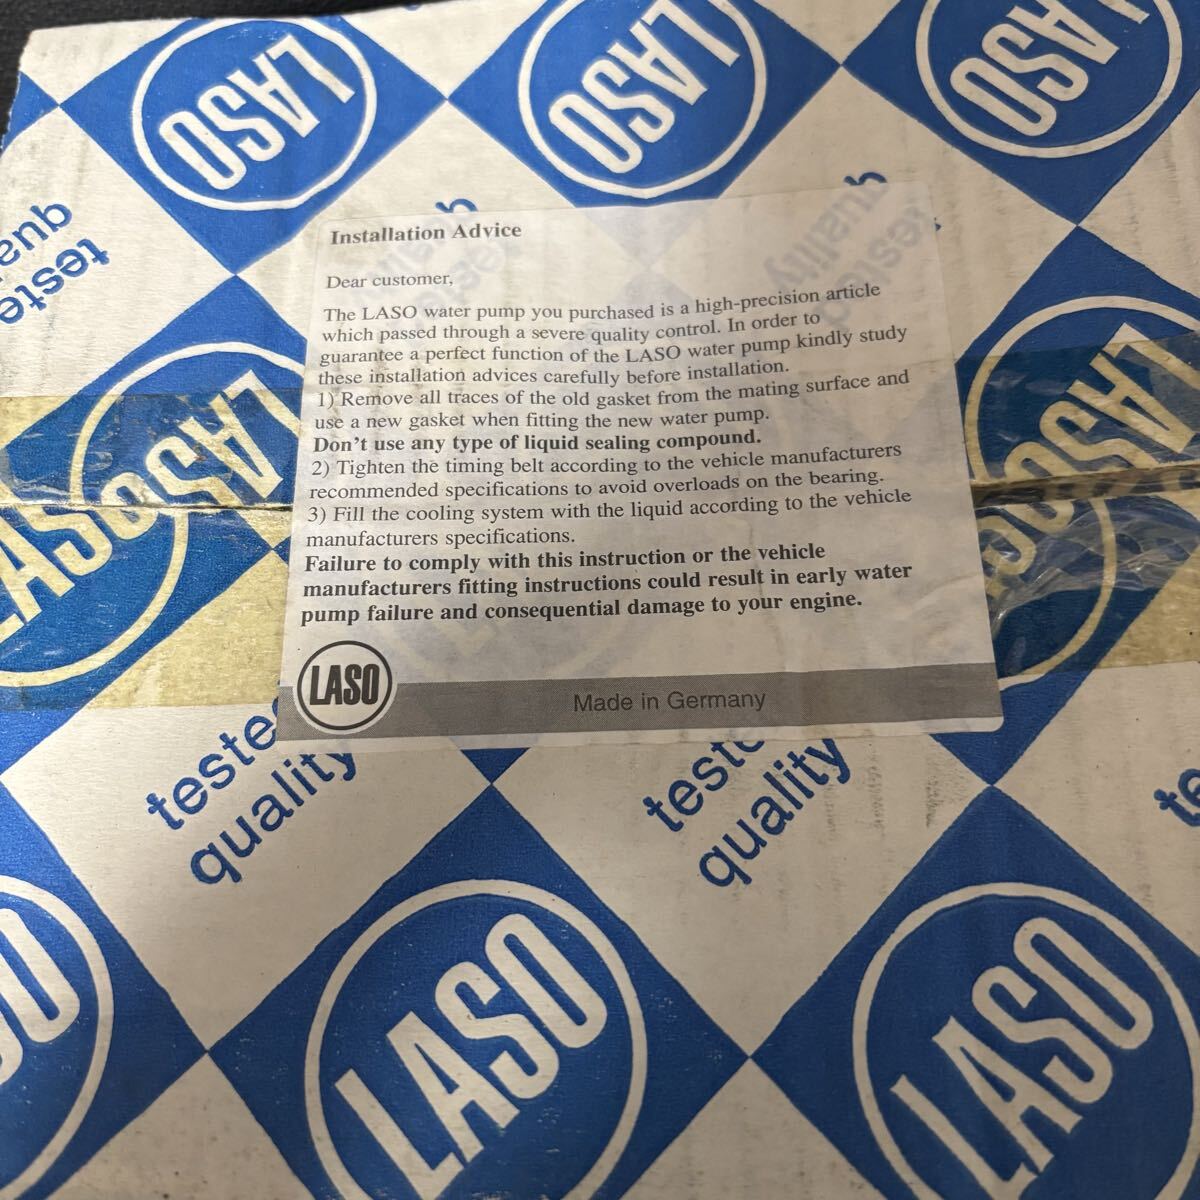 LASO
LASO
LASO
tested
quality
tested
quality
Installation Advice
Dear customer,
The LASO water pump you purchased is a high-precision article
which passed through a severe quality control. In order to
guarantee a perfect function of the LASO water pump kindly study
these installation advices carefully before installation.
1) Remove all traces of the old gasket from the mating surface and
use a new gasket when fitting the new water pump.
Don't use any type of liquid sealing compound.
2) Tighten the timing belt according to the vehicle manufacturers
recommended specifications to avoid overloads on the bearing.
3) Fill the cooling system with the liquid according to the vehicle
manufacturers specifications.
Failure to comply with this instruction or the vehicle
manufacturers fitting instructions could result in early water
pump failure and consequential damage to your engine.
LASO
Made in Germany
LASO
LASO
LASO
quality
quality
LASO
LASO